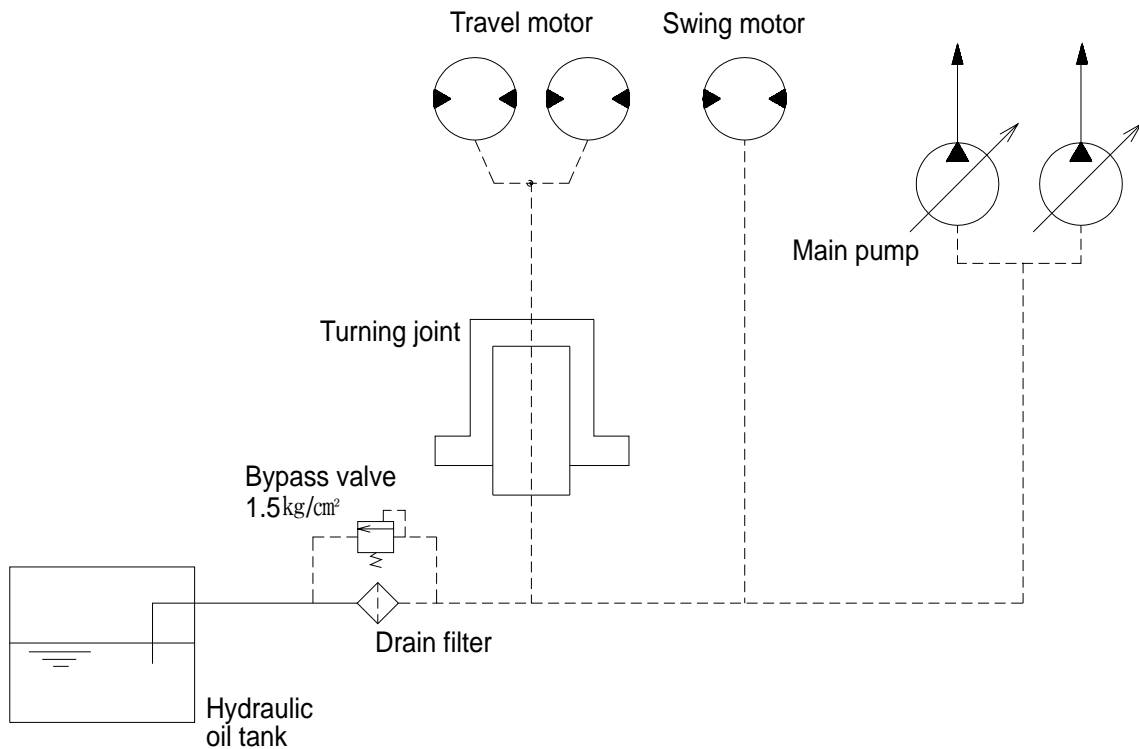 Travel motor
Swing motor
Main pump
Turning joint
Bypass valve
1.5㎏/㎠
Drain filter
Hydraulic
oil tank